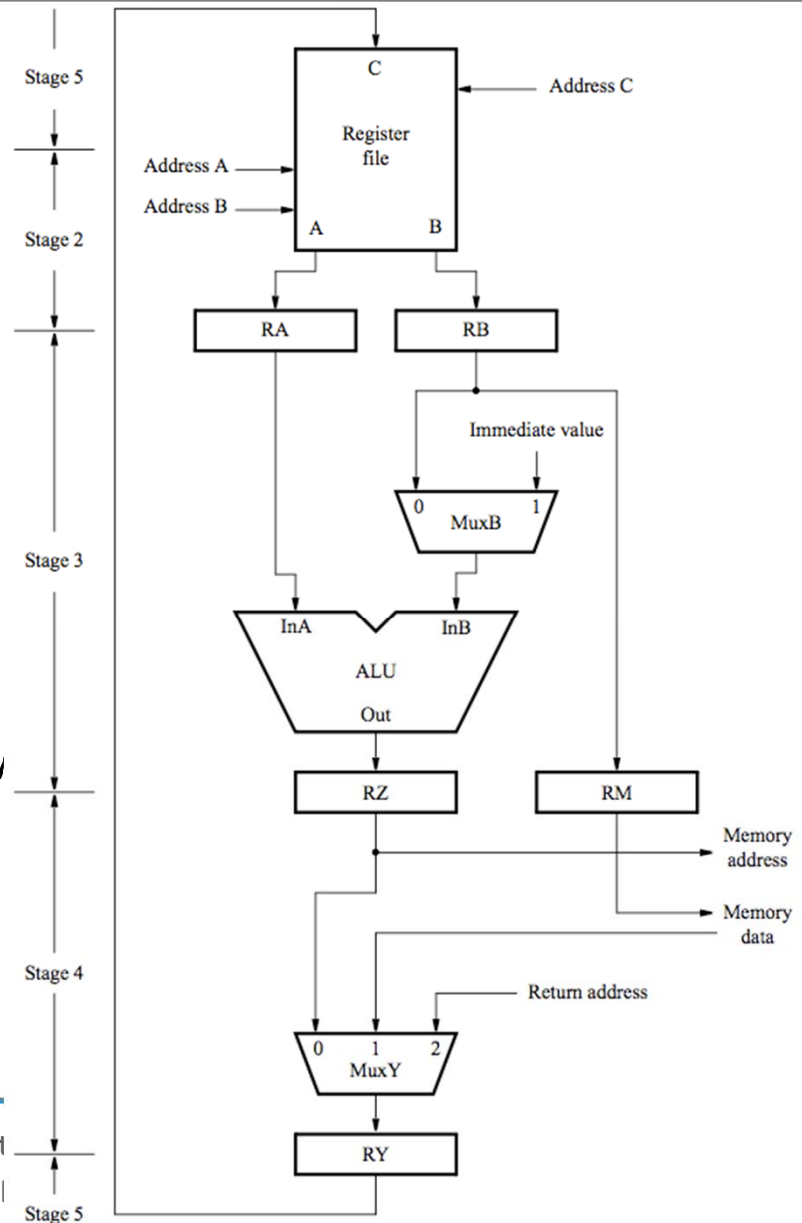 C
Stage 5
Address C
Register
file
Address A
Address B
A
B
Stage 2
RA
RB
Immediate value
0
1
MuxB
Stage 3
InA
InB
ALU
Out
RZ
RM
Memory
address
Memory
data
Stage 4
Return address
0
1
2
MuxY
RY
Stage 5